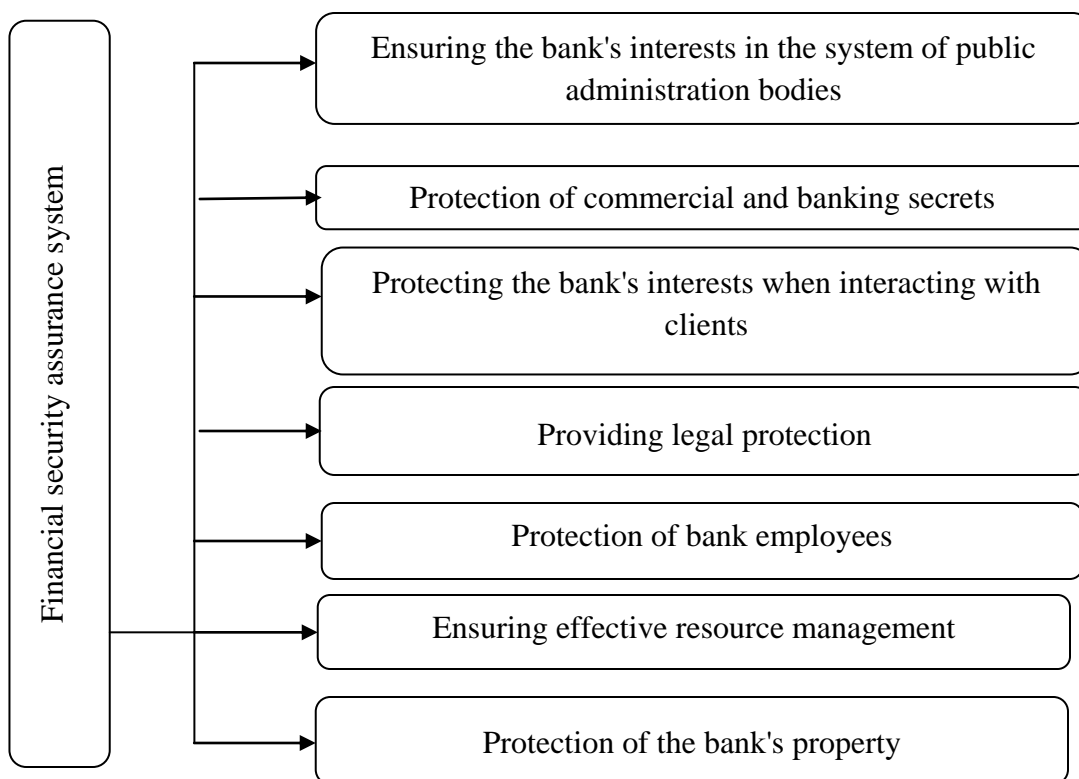 Financial security assurance system
Ensuring the bank's interests in the system of public
administration bodies
Protection of commercial and banking secrets
Protecting the bank's interests when interacting with
clients
Providing legal protection
Protection of bank employees
Ensuring effective resource management
Protection of the bank's property